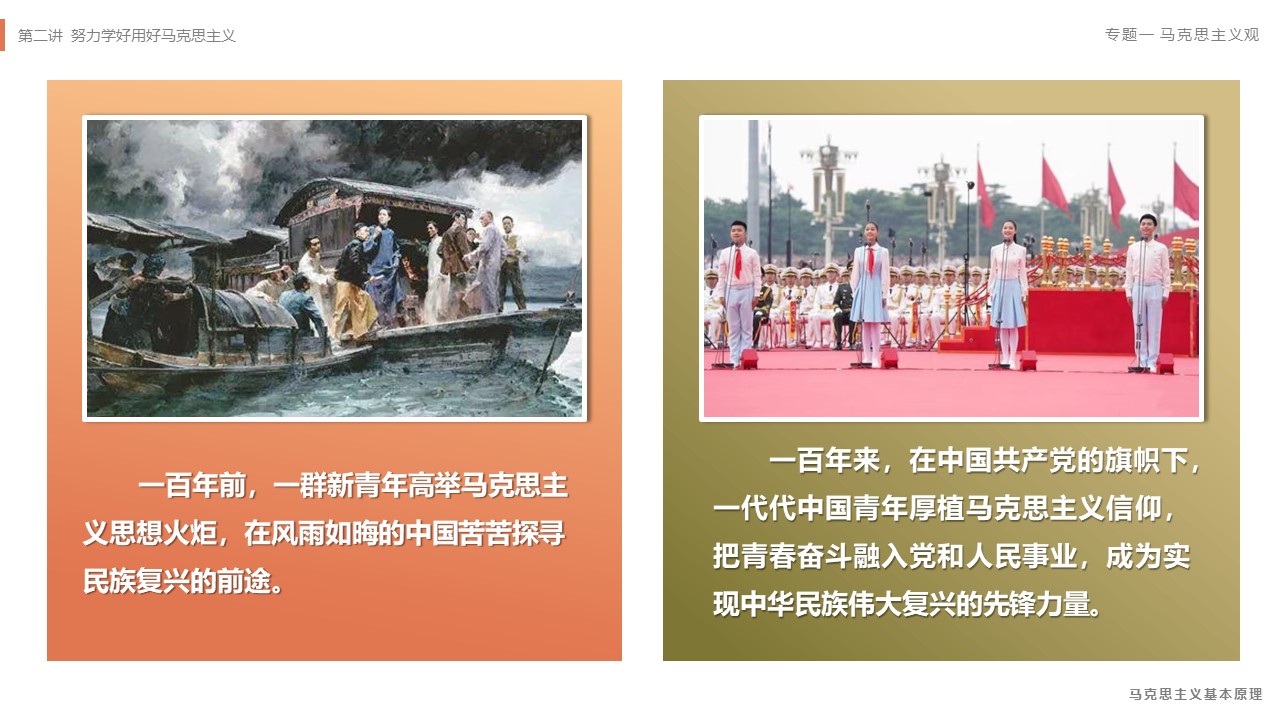 第二讲 努力学好用好马克思主义
专题一 马克思主义观
一百年前，一群新青年高举马克思主
义思想火炬，在风雨如晦的中国苦苦探寻
民族复兴的前途。
一百年来，在中国共产党的旗帜下，
一代代中国青年厚植马克思主义信仰，
把青春奋斗融入党和人民事业，成为实
现中华民族伟大复兴的先锋力量。
马克思主义基本原理